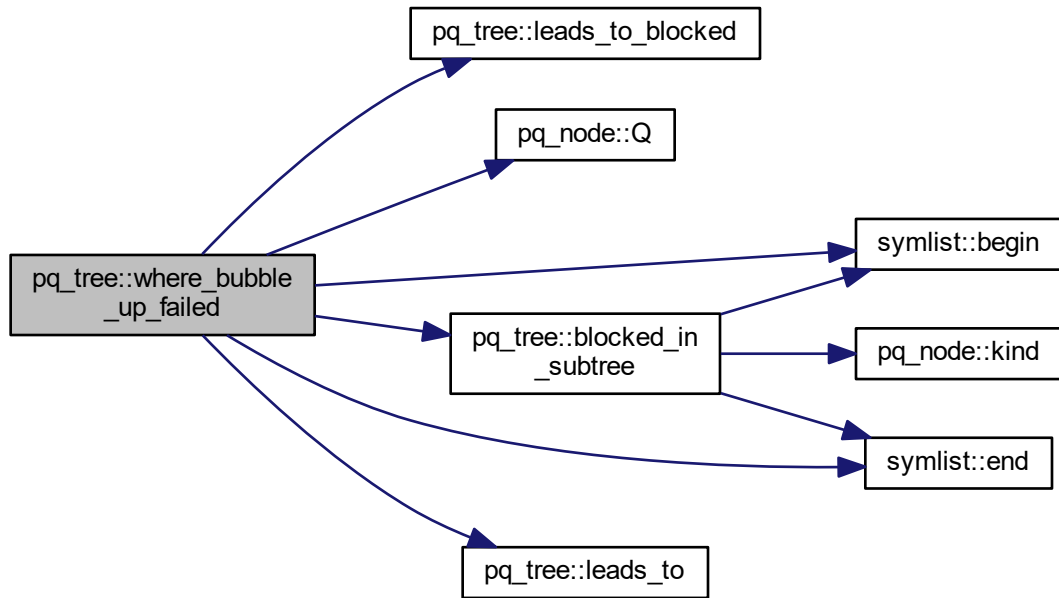 pq_tree::leads_to_blocked
pq_node::Q
symlist::begin
pq_tree::where_bubble
_up_failed
pq_tree::blocked_in
_subtree
pq_node::kind
symlist::end
pq_tree::leads_to